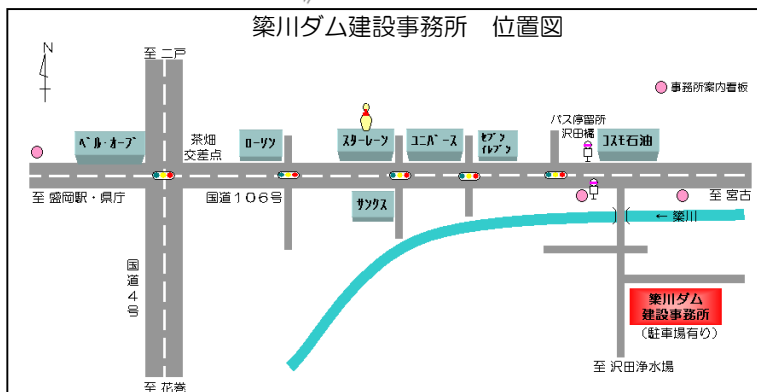 簗川ダム建設事務所　位置図
N
至 二戸
事務所案内看板
バス停留所
沢田橋
ベル・オーブ
茶畑
交差点
ローソン
スターレーン
ユニバース
セブン
イレブン
コスモ石油
至 盛岡駅・県庁
国道106号
サンクス
至 宮古
← 簗川
国道4号
簗川ダム
建設事務所
(駐車場有り)
至 沢田浄水場
至 花巻